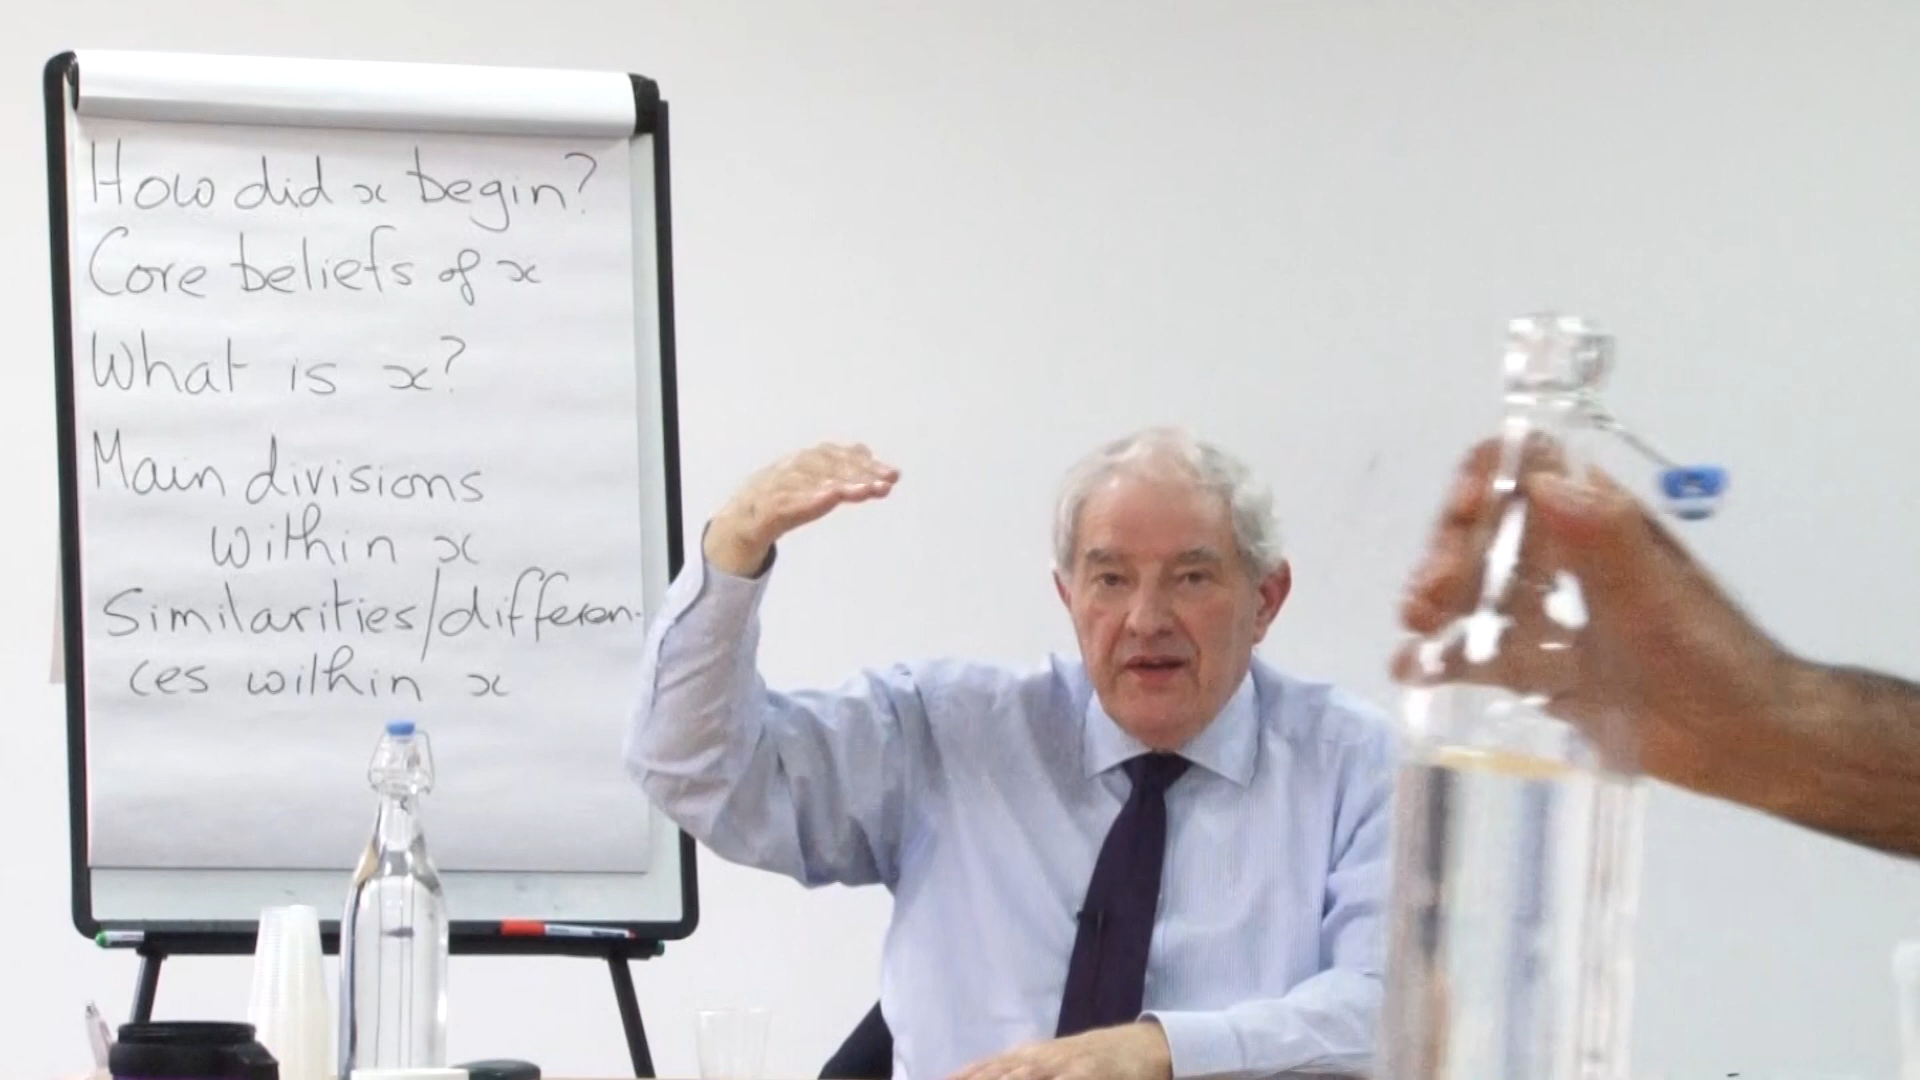 How did x begin?
Core beliefs of x
What is x?
Main divisions
within x
Similarities/differen-
ces within x